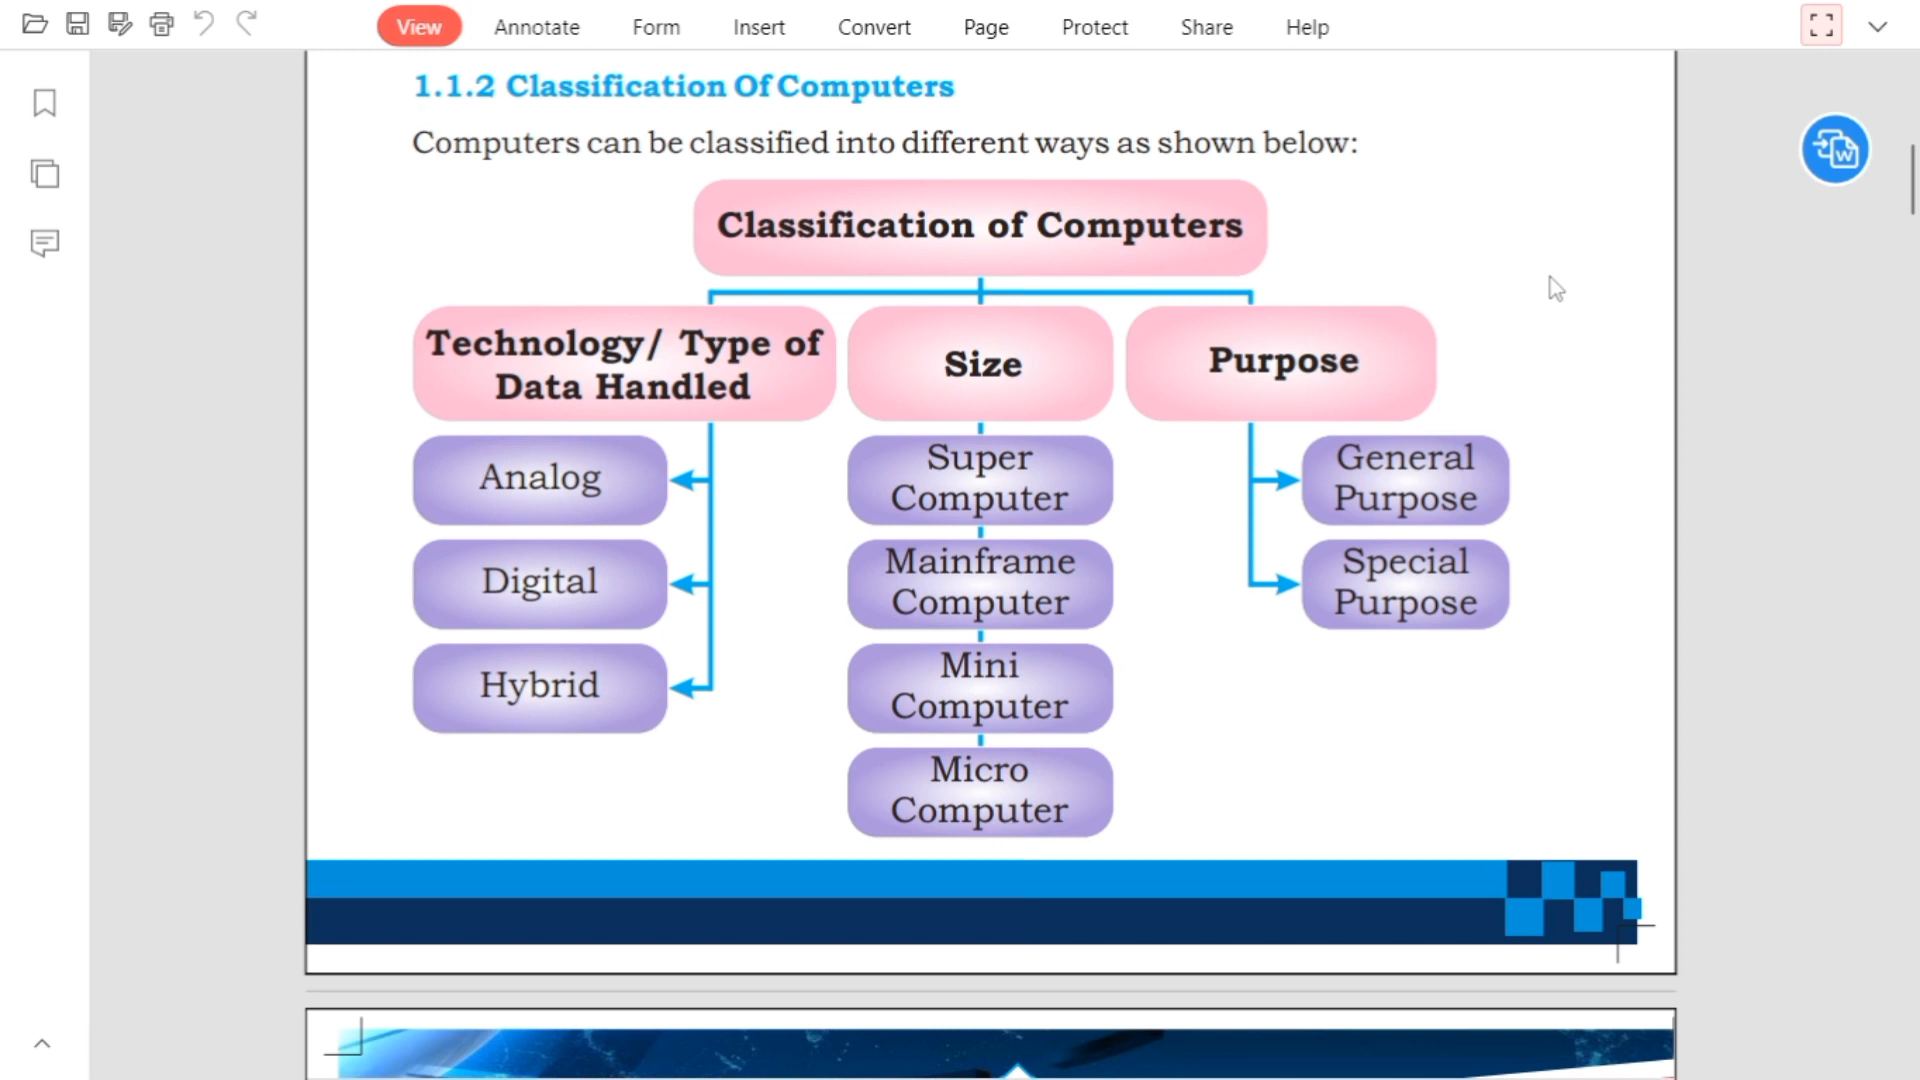 View Annotate Form Insert Convert Page Protect Share Help
1.1.2 Classification Of Computers
Computers can be classified into different ways as shown below:
Classification of Computers
Technology/ Type of
Data Handled
Size
Purpose
Analog
Digital
Hybrid
Super
Computer
Mainframe
Computer
Mini
Computer
Micro
Computer
General
Purpose
Special
Purpose
W